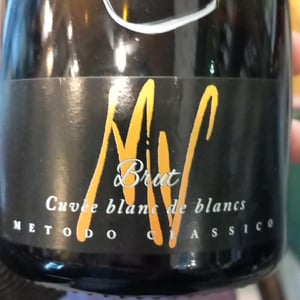 MV
Brut
Cuvée blanc de blancs
METODO CLASSICO